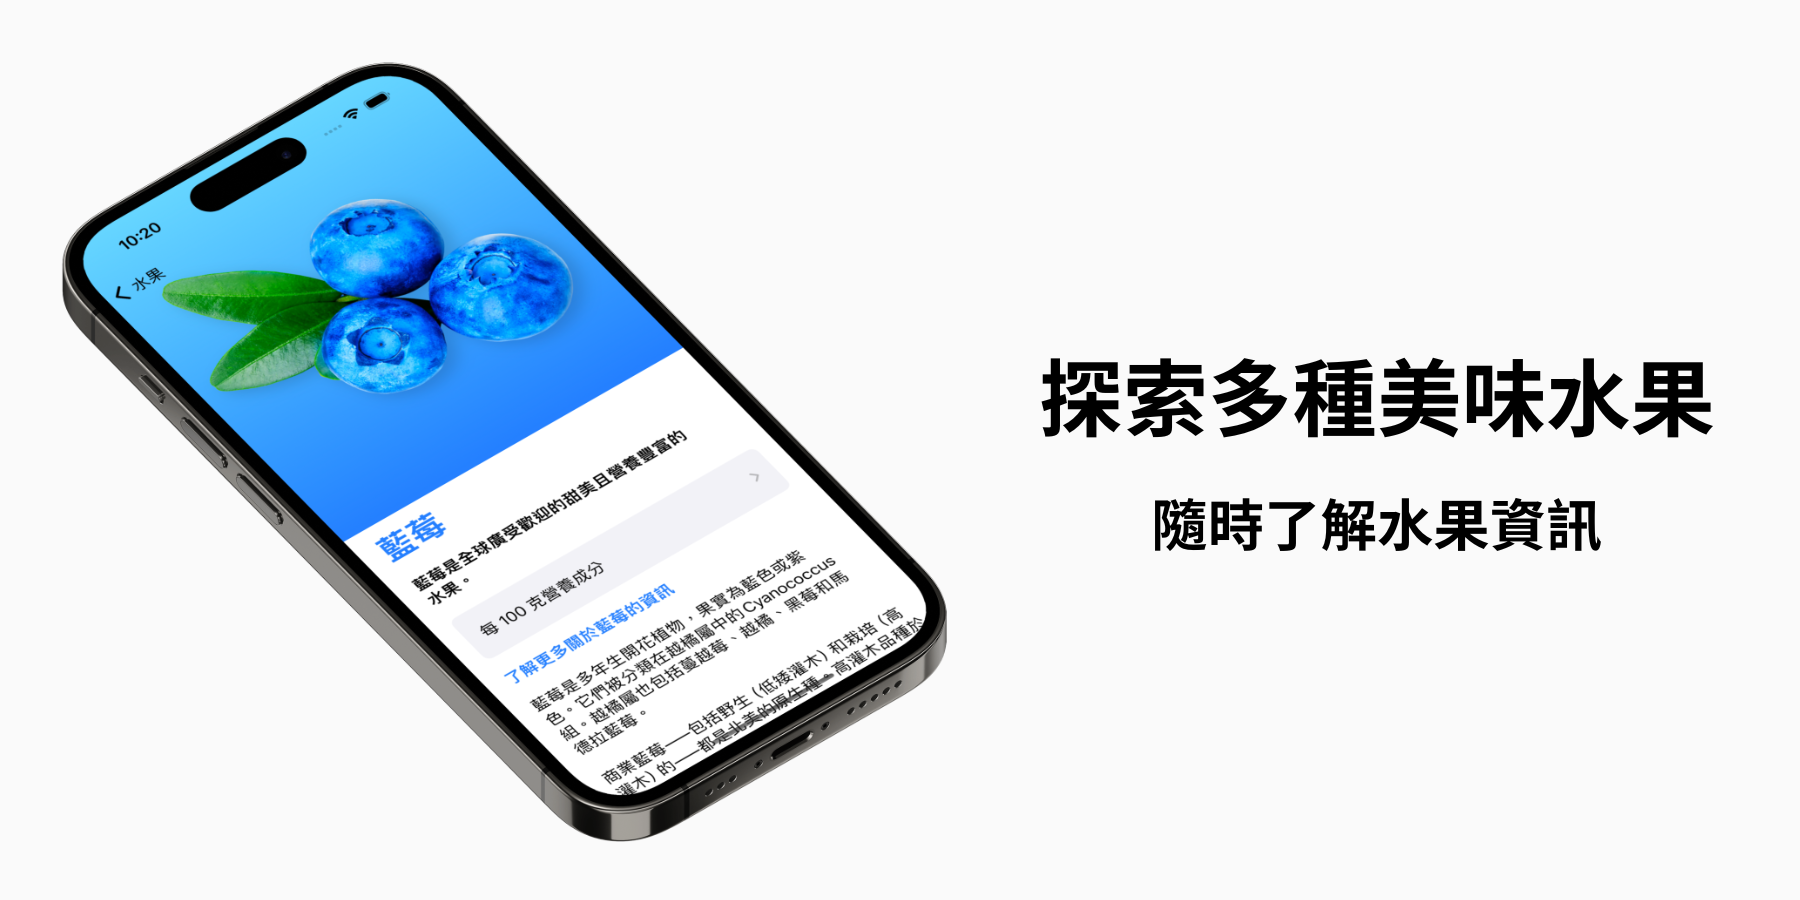 10:20
水果
藍莓
藍莓是全球廣受歡迎的甜美且營養豐富的
水果。
每 100 克營養成分
了解更多關於藍莓的資訊
藍莓是多年生開花植物，果實為藍色或紫
色。它們被分類在越橘屬中的 Cyanococcus
組。越橘屬也包括蔓越莓、越橘、黑莓和馬
德拉藍莓。
商業藍莓——包括野生（低矮灌木）和栽培（高
灌木）的——都是北美的原生種。高灌木品種於
探索多種美味水果
隨時了解水果資訊